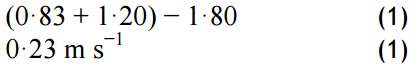 (0·83 + 1·20) − 1·80 (1)
0·23 m s⁻¹ (1)